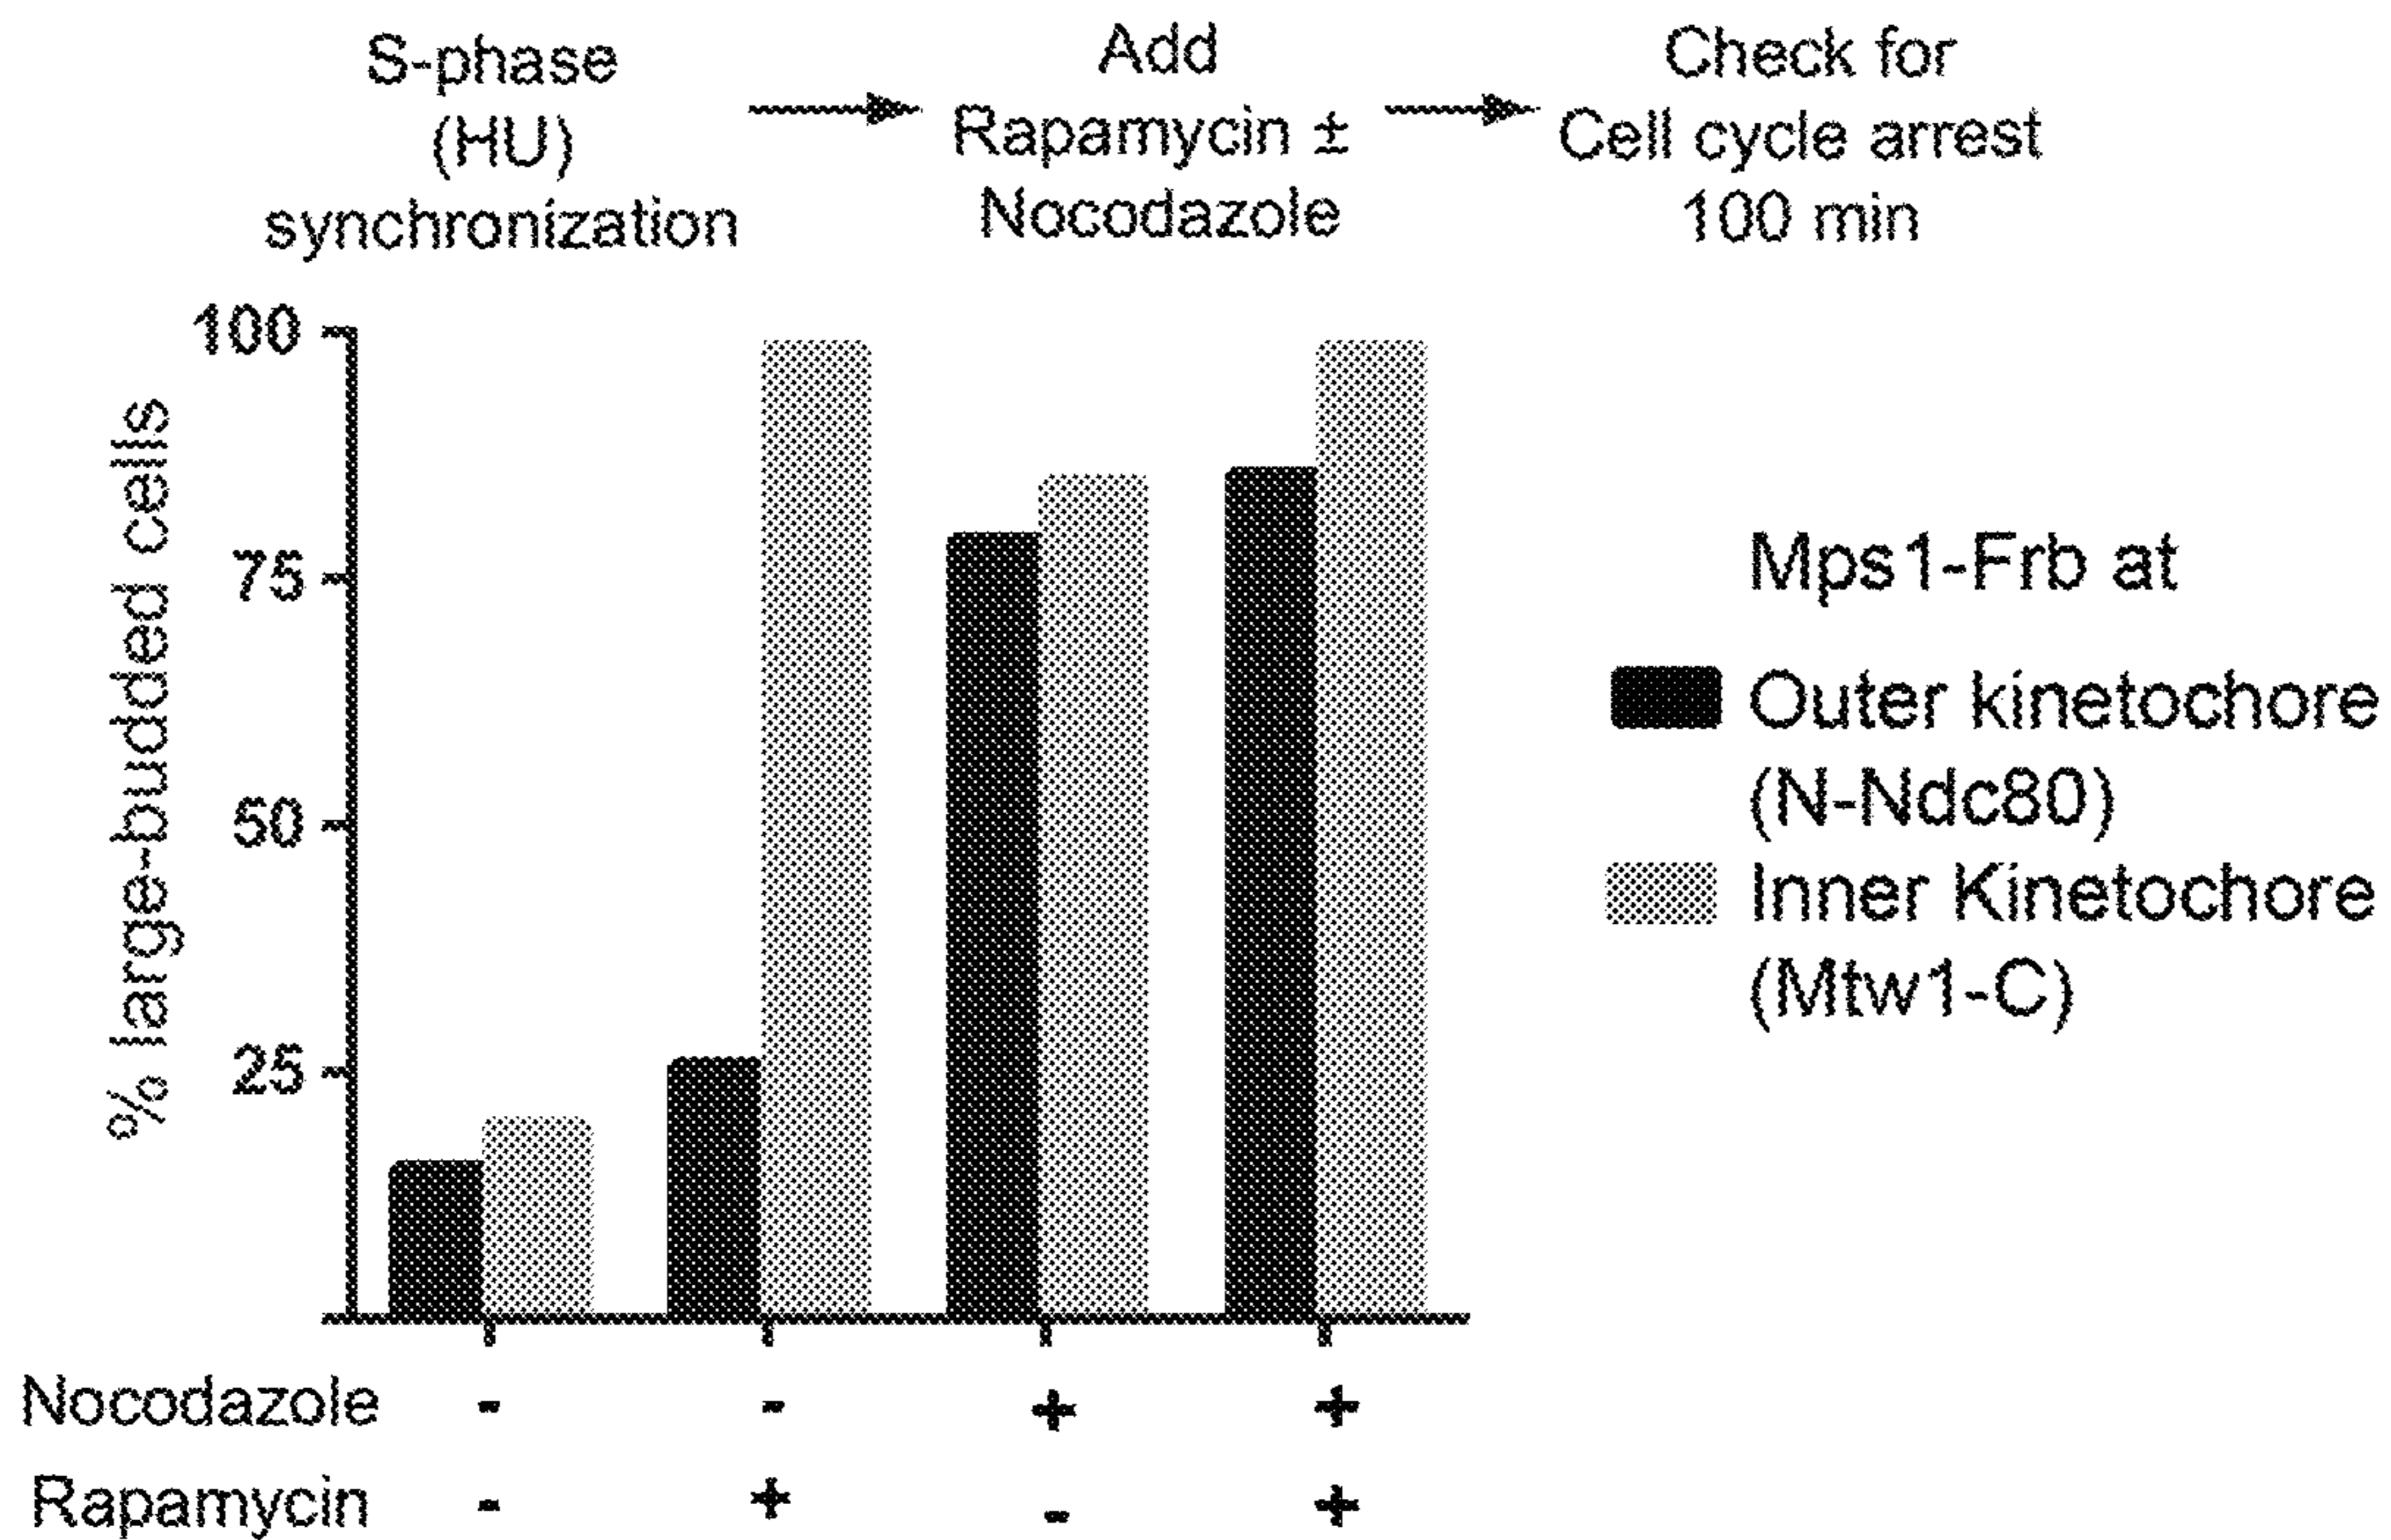 S-phase
(HU)
synchronization
Add
Rapamycin ±
Nocodazole
Check for
Cell cycle arrest
100 min
% large-budded cells
100
75
50
25
Mps1-Frb at
Outer kinetochore
(N-Ndc80)
Inner Kinetochore
(Mtw1-C)
Nocodazole - - + +
Rapamycin - + - +